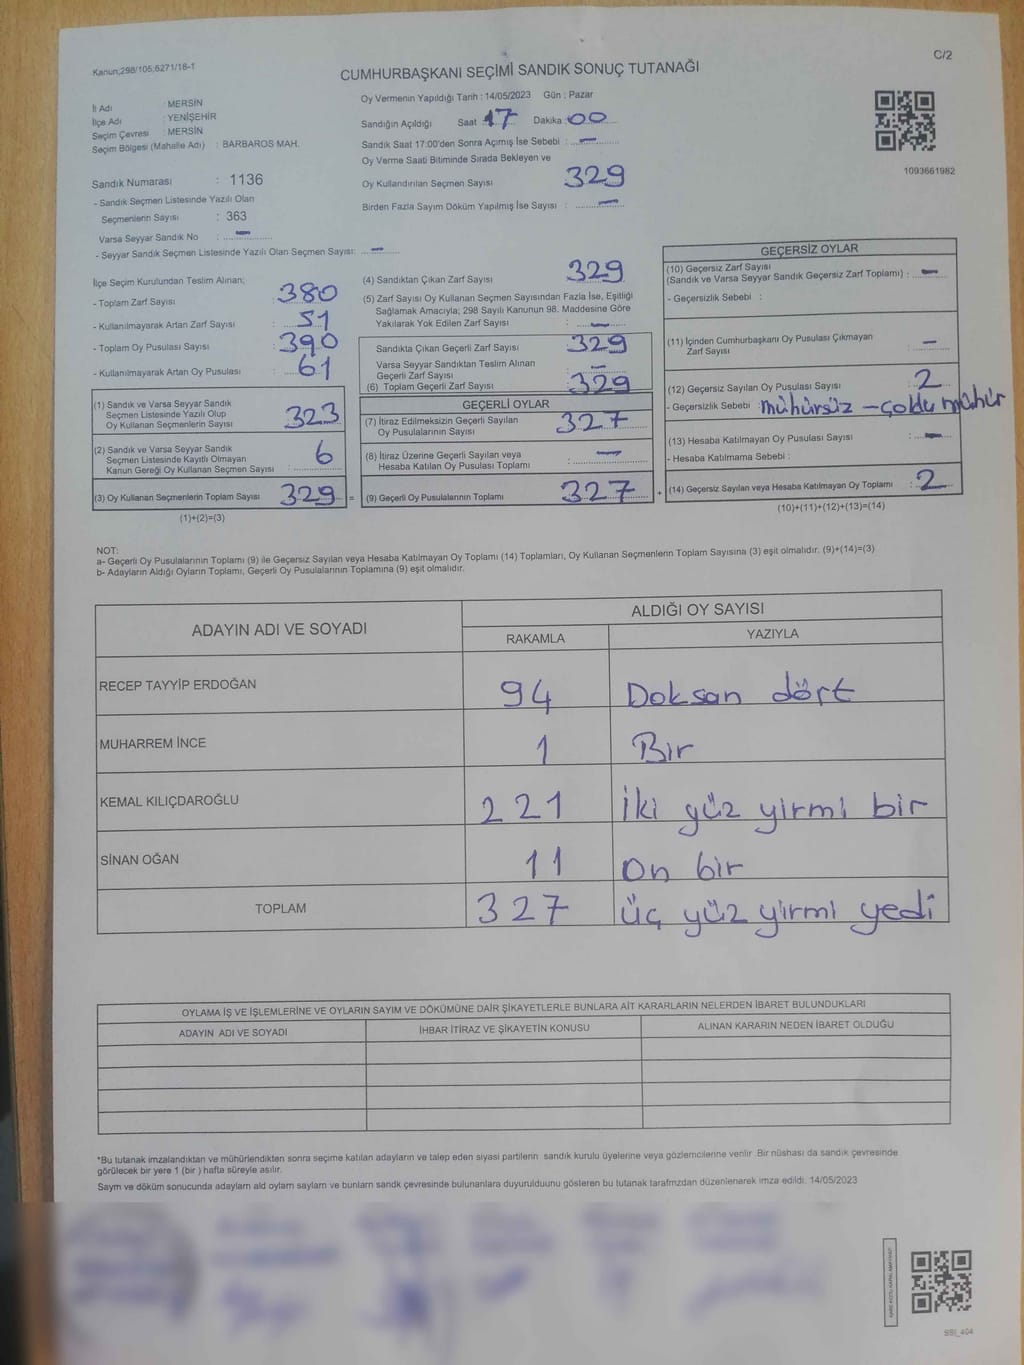 Kanun;298/105;6271/18-1
C/2
CUMHURBAŞKANI SEÇİMİ SANDIK SONUÇ TUTANAĞI
İl Adı : MERSİN
İlçe Adı : YENİŞEHİR
Seçim Çevresi : MERSİN
Seçim Bölgesi (Mahalle Adı) : BARBAROS MAH.
Oy Vermenin Yapıldığı Tarih : 14/05/2023 Gün : Pazar
Sandığın Açıldığı Saat 17 Dakika : 00
Sandık Saat 17:00'den Sonra Açımış İse Sebebi : —
Oy Verme Saati Bitiminde Sırada Bekleyen ve
Oy Kullandırılan Seçmen Sayısı 329
Birden Fazla Sayım Döküm Yapılmış İse Sayısı : —
1093661982
Sandık Numarası : 1136
- Sandık Seçmen Listesinde Yazılı Olan
Seçmenlerin Sayısı : 363
Varsa Seyyar Sandık No : —
- Seyyar Sandık Seçmen Listesinde Yazılı Olan Seçmen Sayısı: —
İlçe Seçim Kurulundan Teslim Alınan;
- Toplam Zarf Sayısı : 380
- Kullanılmayarak Artan Zarf Sayısı : 51
- Toplam Oy Pusulası Sayısı : 390
- Kullanılmayarak Artan Oy Pusulası : 61
(1) Sandık ve Varsa Seyyar Sandık
Seçmen Listesinde Yazılı Olup
Oy Kullanan Seçmenlerin Sayısı : 323
(2) Sandık ve Varsa Seyyar Sandık
Seçmen Listesinde Kayıtlı Olmayan
Kanun Gereği Oy Kullanan Seçmen Sayısı : 6
(3) Oy Kullanan Seçmenlerin Toplam Sayısı : 329 =
(1)+(2)=(3)
(4) Sandıktan Çıkan Zarf Sayısı 329
(5) Zarf Sayısı Oy Kullanan Seçmen Sayısından Fazla İse, Eşitliği
Sağlamak Amacıyla; 298 Sayılı Kanunun 98. Maddesine Göre
Yakılarak Yok Edilen Zarf Sayısı : —
Sandıkta Çıkan Geçerli Zarf Sayısı 329
Varsa Seyyar Sandıktan Teslim Alınan
Geçerli Zarf Sayısı : —
(6) Toplam Geçerli Zarf Sayısı 329
GEÇERLİ OYLAR
(7) İtiraz Edilmeksizin Geçerli Sayılan
Oy Pusulalarının Sayısı : 327
(8) İtiraz Üzerine Geçerli Sayılan veya
Hesaba Katılan Oy Pusulası Toplamı : —
(9) Geçerli Oy Pusulalarının Toplamı : 327 +
GEÇERSİZ OYLAR
(10) Geçersiz Zarf Sayısı
(Sandık ve Varsa Seyyar Sandık Geçersiz Zarf Toplamı) : —
- Geçersizlik Sebebi :
(11) İçinden Cumhurbaşkanı Oy Pusulası Çıkmayan
Zarf Sayısı : —
(12) Geçersiz Sayılan Oy Pusulası Sayısı : 2
- Geçersizlik Sebebi mühürsüz —
(13) Hesaba Katılmayan Oy Pusulası Sayısı : —
- Hesaba Katılmama Sebebi :
(14) Geçersiz Sayılan veya Hesaba Katılmayan Oy Toplamı : 2
(10)+(11)+(12)+(13)=(14)
NOT:
a- Geçerli Oy Pusulalarının Toplamı (9) ile Geçersiz Sayılan veya Hesaba Katılmayan Oy Toplamı (14) Toplamları, Oy Kullanan Seçmenlerin Toplam Sayısına (3) eşit olmalıdır. (9)+(14)=(3)
b- Adayların Aldığı Oyların Toplamı, Geçerli Oy Pusulalarının Toplamına (9) eşit olmalıdır.
ADAYIN ADI VE SOYADI
ALDIĞI OY SAYISI
RAKAMLA YAZIYLA
RECEP TAYYİP ERDOĞAN 94 Doksan dört
MUHARREM İNCE 1 Bir
KEMAL KILIÇDAROĞLU 221 İki yüz yirmi bir
SİNAN OĞAN 11 On bir
TOPLAM 327 üç yüz yirmi yedi
OYLAMA İŞ VE İŞLEMLERİNE VE OYLARIN SAYIM VE DÖKÜMÜNE DAİR ŞİKAYETLERLE BUNLARA AİT KARARLARIN NELERDEN İBARET BULUNDUKLARI
ADAYIN ADI VE SOYADI İHBAR İTİRAZ VE ŞİKAYETİN KONUSU ALINAN KARARIN NEDEN İBARET OLDUĞU
*Bu tutanak imzalandıktan ve mühürlendikten sonra seçime katılan adayların ve talep eden siyasi partilerin sandık kurulu üyelerine veya gözlemcilerine verilir. Bir nüshası da sandık çevresinde
görülecek bir yere 1 (bir ) hafta süreyle asılır.
Saym ve döküm sonucunda adaylarn ald oylarn saylarn ve bunlarn sandk çevresinde bulunanlara duyurulduunu gösteren bu tutanak tarafmzdan düzenlenerek imza edildi. 14/05/2023
SBI_404